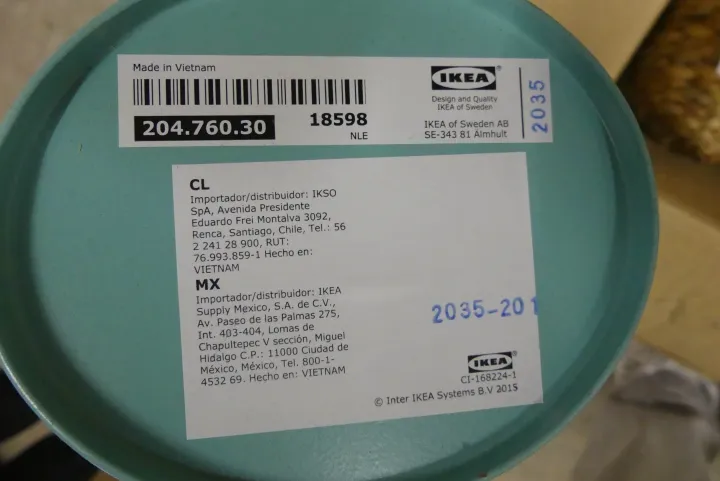 Made in Vietnam
204.760.30
18598
NLE
IKEA
Design and Quality
IKEA of Sweden
IKEA of Sweden AB
SE-343 81 Älmhult
2035
CL
Importador/distribuidor: IKSO
SpA, Avenida Presidente
Eduardo Frei Montalva 3092,
Renca, Santiago, Chile, Tel.: 56
2 241 28 900, RUT:
76.993.859-1 Hecho en:
VIETNAM
MX
Importador/distribuidor: IKEA
Supply Mexico, S.A. de C.V.,
Av. Paseo de las Palmas 275,
Int. 403-404, Lomas de
Chapultepec V sección, Miguel
Hidalgo C.P.: 11000 Ciudad de
México, México, Tel. 800-1-
4532 69. Hecho en: VIETNAM
2035-201
IKEA
CI-168224-1
© Inter IKEA Systems B.V 2015